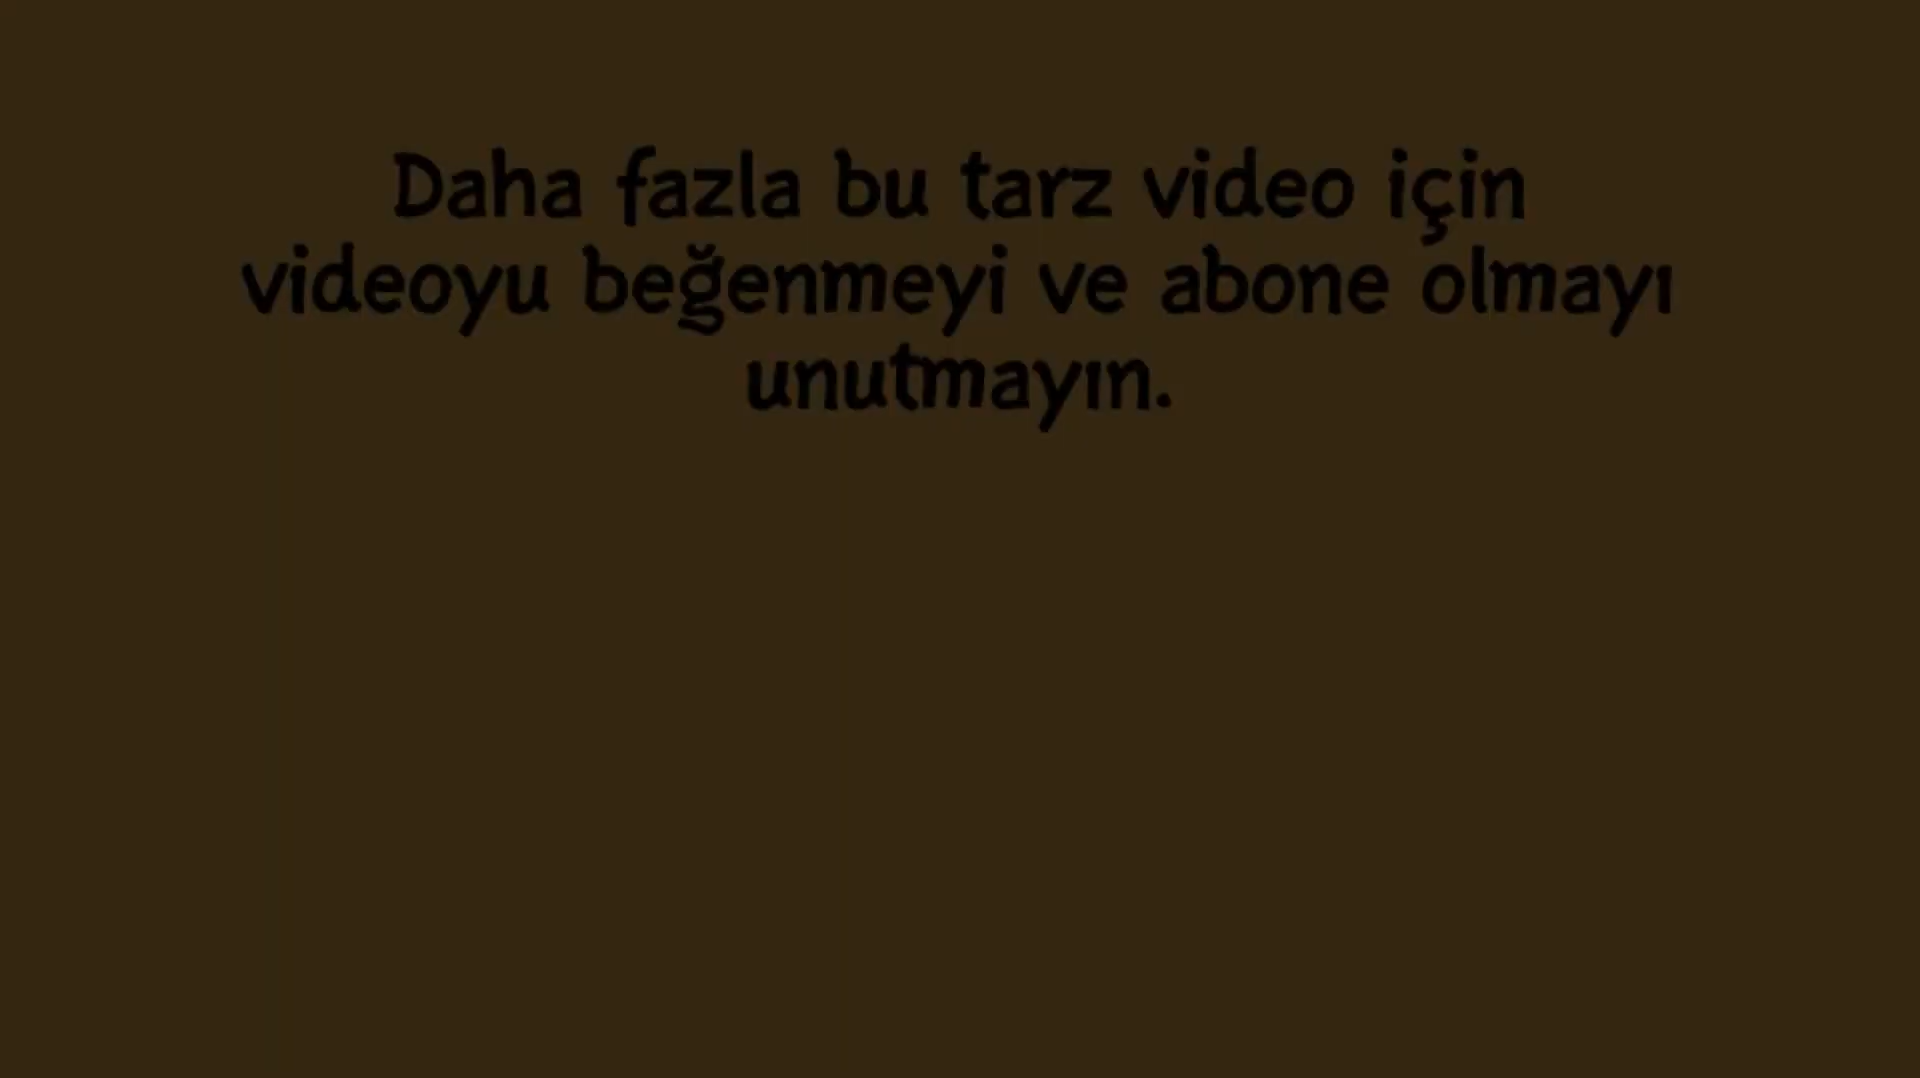 Daha fazla bu tarz video için
videoyu beğenmeyi ve abone olmayı
unutmayın.